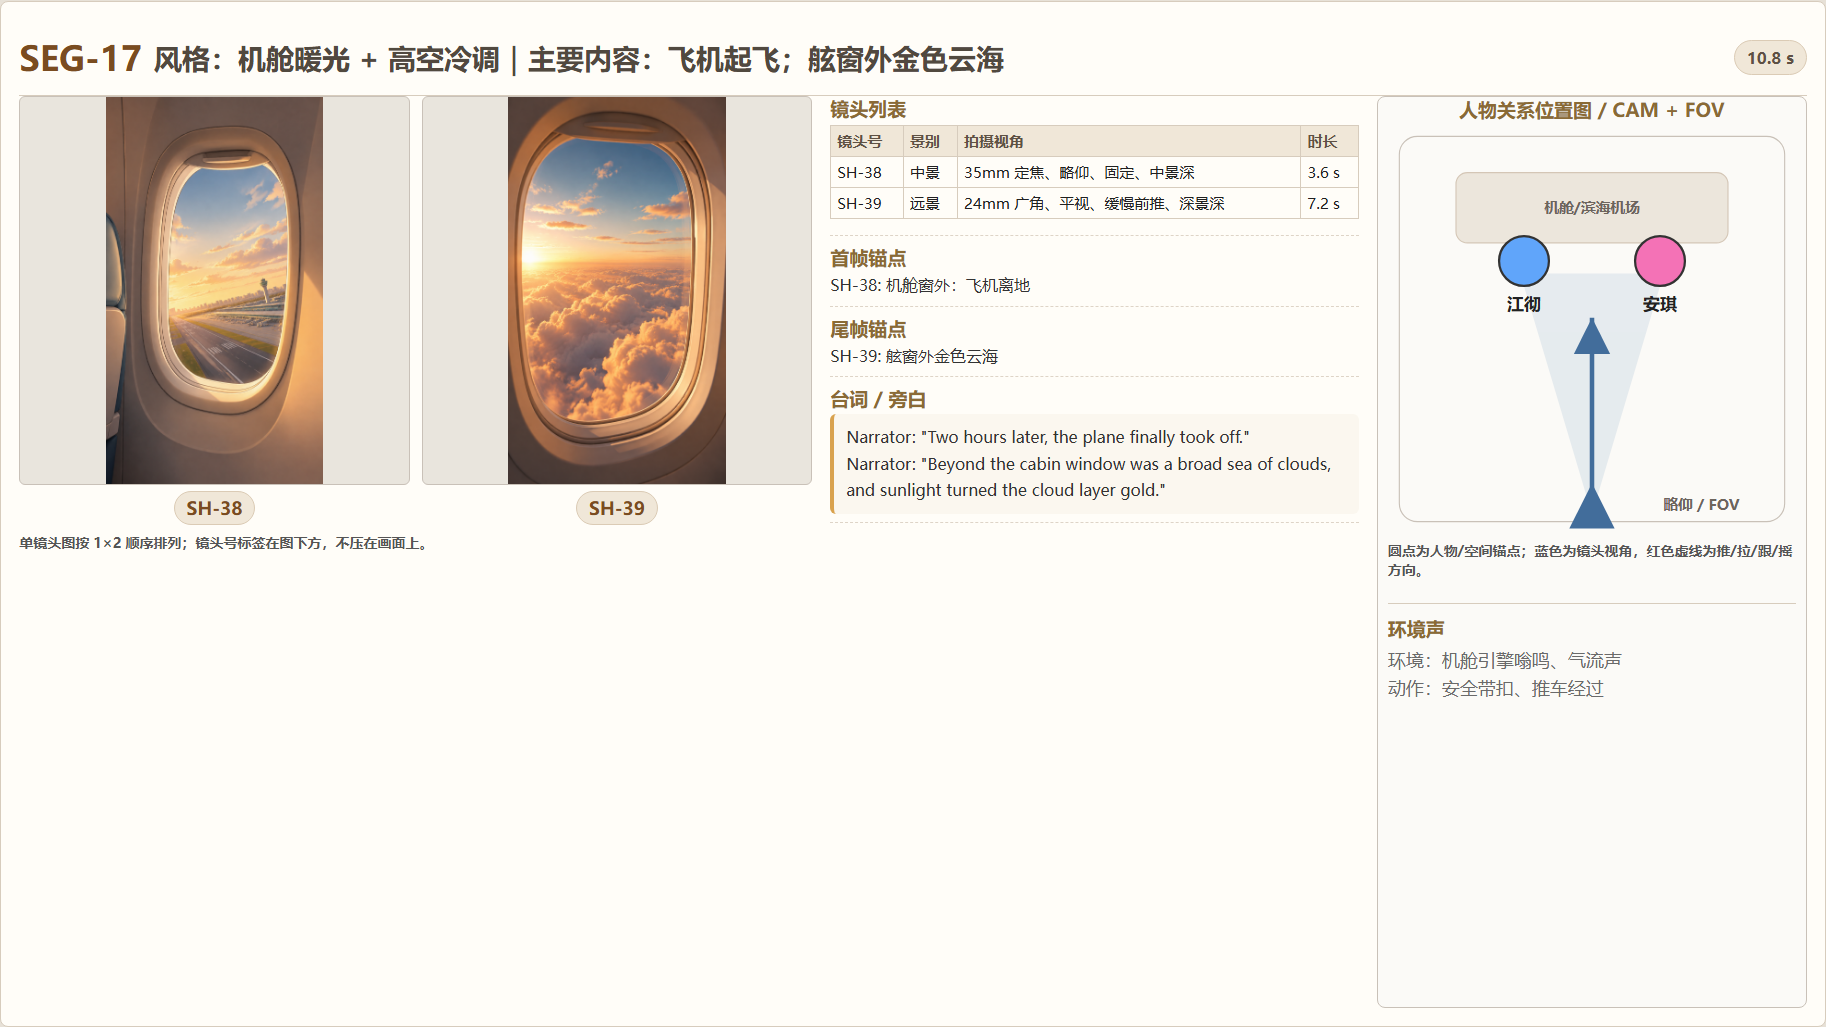 SEG-17 风格：机舱暖光 + 高空冷调 | 主要内容：飞机起飞；舷窗外金色云海
10.8 s
SH-38
SH-39
单镜头图按 1×2 顺序排列；镜头号标签在图下方，不压在画面上。
镜头列表
镜头号 景别 拍摄视角 时长
SH-38 中景 35mm 定焦、略仰、固定、中景深 3.6 s
SH-39 远景 24mm 广角、平视、缓慢前推、深景深 7.2 s
首帧锚点
SH-38: 机舱窗外：飞机离地
尾帧锚点
SH-39: 舷窗外金色云海
台词 / 旁白
Narrator: "Two hours later, the plane finally took off."
Narrator: "Beyond the cabin window was a broad sea of clouds,
and sunlight turned the cloud layer gold."
人物关系位置图 / CAM + FOV
机舱/滨海机场
江彻
安琪
略仰 / FOV
圆点为人物/空间锚点；蓝色为镜头视角，红色虚线为推/拉/跟/摇
方向。
环境声
环境：机舱引擎嗡鸣、气流声
动作：安全带扣、推车经过